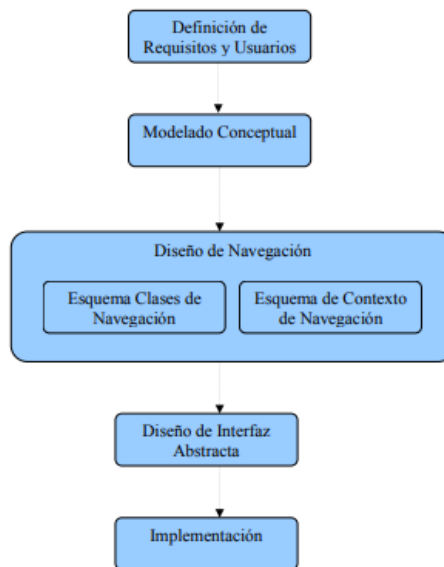 Definición de
Requisitos y Usuarios
Modelado Conceptual
Diseño de Navegación
Esquema Clases de
Navegación
Esquema de Contexto
de Navegación
Diseño de Interfaz
Abstracta
Implementación